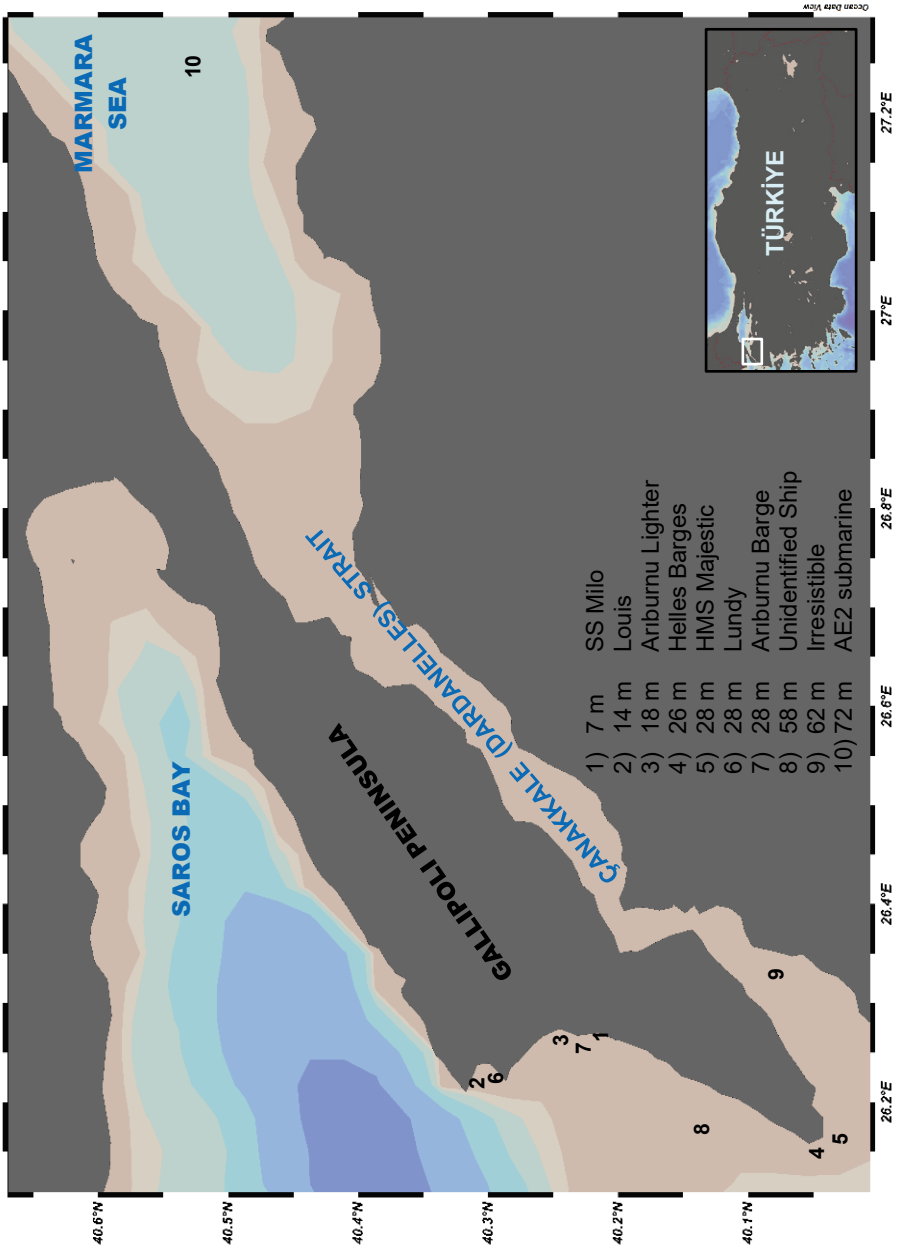 Ocean Data View
MARMARA
SEA
10
SAROS BAY
GALLIPOLI PENINSULA
ÇANAKKALE (DARDANELLES) STRAIT
2
6
3
7
1
8
9
4
5
TÜRKİYE
1) 7 m SS Milo
2) 14 m Louis
3) 18 m Arıburnu Lighter
4) 26 m Helles Barges
5) 28 m HMS Majestic
6) 28 m Lundy
7) 28 m Arıburnu Barge
8) 58 m Unidentified Ship
9) 62 m Irresistible
10) 72 m AE2 submarine
40.6°N
40.5°N
40.4°N
40.3°N
40.2°N
40.1°N
26.2°E
26.4°E
26.6°E
26.8°E
27°E
27.2°E